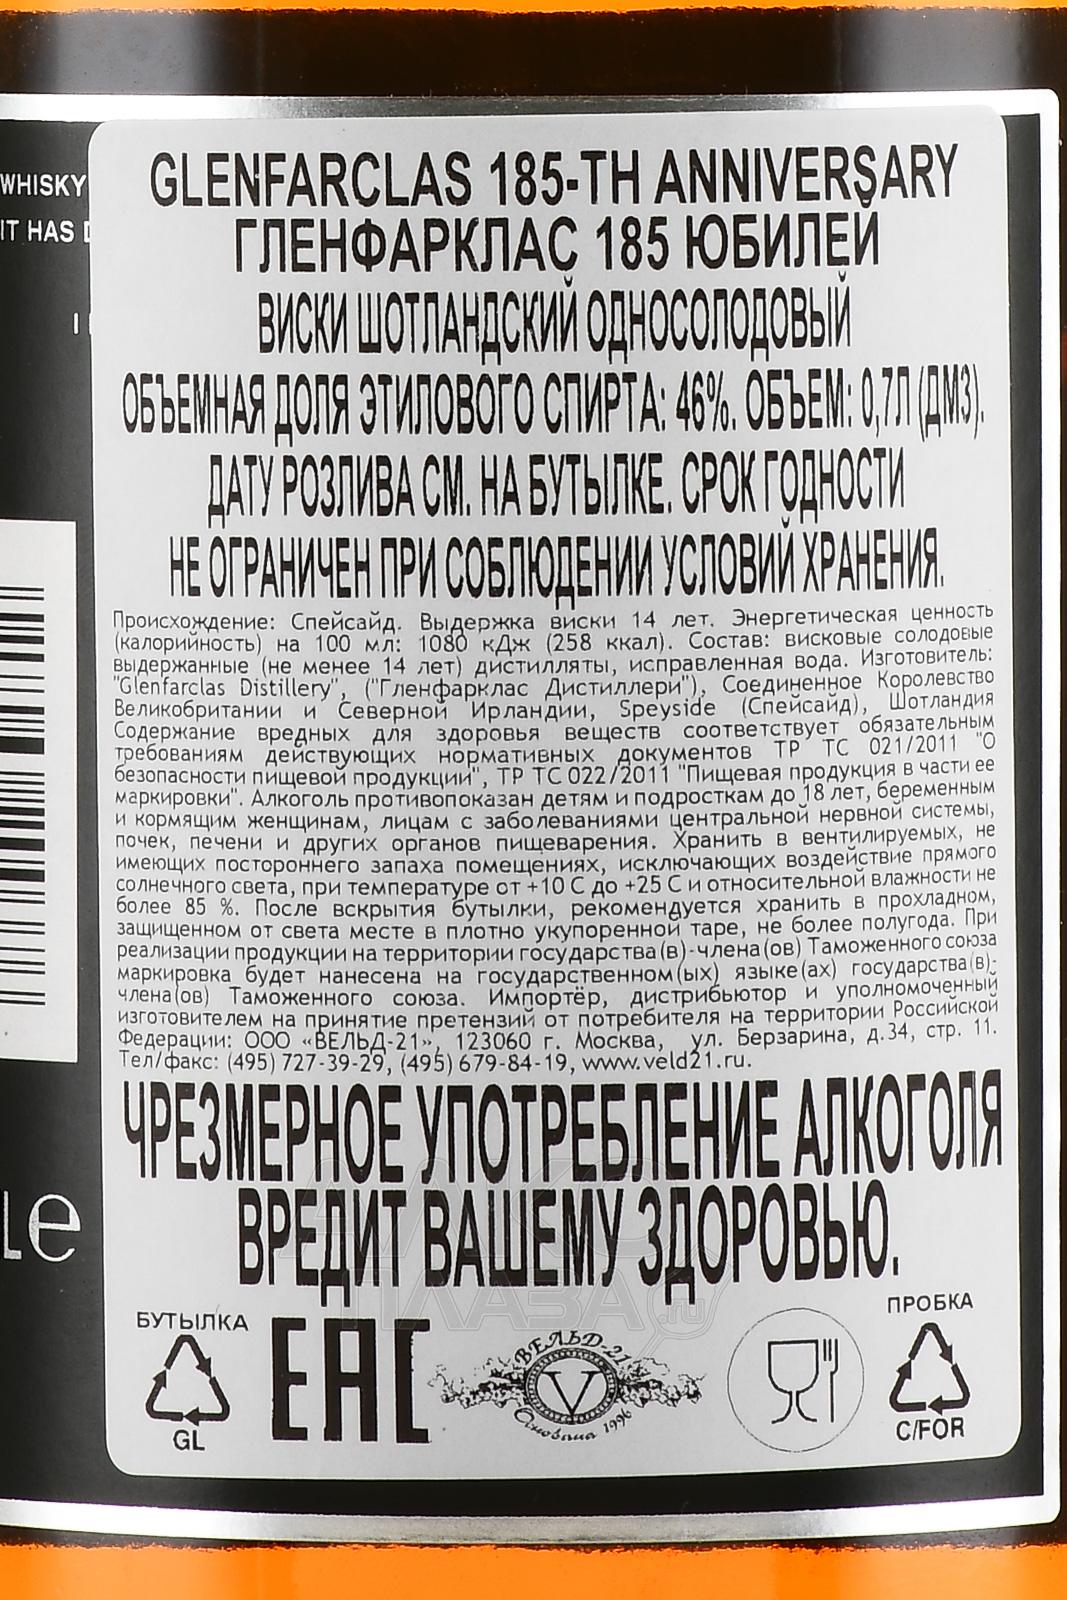 WHISKY
IT HAS
GLENFARCLAS 185-TH ANNIVERSARY
ГЛЕНФАРКЛАС 185 ЮБИЛЕЙ
ВИСКИ ШОТЛАНДСКИЙ ОДНОСОЛОДОВЫЙ
ОБЪЕМНАЯ ДОЛЯ ЭТИЛОВОГО СПИРТА: 46%. ОБЪЕМ: 0,7Л (ДМ3).
ДАТУ РОЗЛИВА СМ. НА БУТЫЛКЕ. СРОК ГОДНОСТИ
НЕ ОГРАНИЧЕН ПРИ СОБЛЮДЕНИИ УСЛОВИЙ ХРАНЕНИЯ.
Происхождение: Спейсайд. Выдержка виски 14 лет. Энергетическая ценность
(калорийность) на 100 мл: 1080 кДж (258 ккал). Состав: висковые солодовые
выдержанные (не менее 14 лет) дистилляты, исправленная вода. Изготовитель:
"Glenfarclas Distillery", ("Гленфарклас Дистиллери"), Соединенное Королевство
Великобритании и Северной Ирландии, Speyside (Спейсайд), Шотландия
Содержание вредных для здоровья веществ соответствует обязательным
требованиям действующих нормативных документов ТР ТС 021/2011 "О
безопасности пищевой продукции", ТР ТС 022/2011 "Пищевая продукция в части ее
маркировки". Алкоголь противопоказан детям и подросткам до 18 лет, беременным
и кормящим женщинам, лицам с заболеваниями центральной нервной системы,
почек, печени и других органов пищеварения. Хранить в вентилируемых, не
имеющих постороннего запаха помещениях, исключающих воздействие прямого
солнечного света, при температуре от +10 С до +25 С и относительной влажности не
более 85 %. После вскрытия бутылки, рекомендуется хранить в прохладном,
защищенном от света месте в плотно укупоренной таре, не более полугода. При
реализации продукции на территории государства(в)-члена(ов) Таможенного союза
маркировка будет нанесена на государственном(ых) языке(ах) государства(в)-
члена(ов) Таможенного союза. Импортёр, дистрибьютор и уполномоченный
изготовителем на принятие претензий от потребителя на территории Российской
Федерации: ООО «ВЕЛЬД-21», 123060 г. Москва, ул. Берзарина, д.34, стр. 11.
Тел/факс: (495) 727-39-29, (495) 679-84-19, www.veld21.ru.
ЧРЕЗМЕРНОЕ УПОТРЕБЛЕНИЕ АЛКОГОЛЯ
ВРЕДИТ ВАШЕМУ ЗДОРОВЬЮ.
Le
АЛКО
ПЛАЗА.ru
БУТЫЛКА
GL
EAC
ВЕЛЬД-21
V
Основана 1996
ПРОБКА
C/FOR